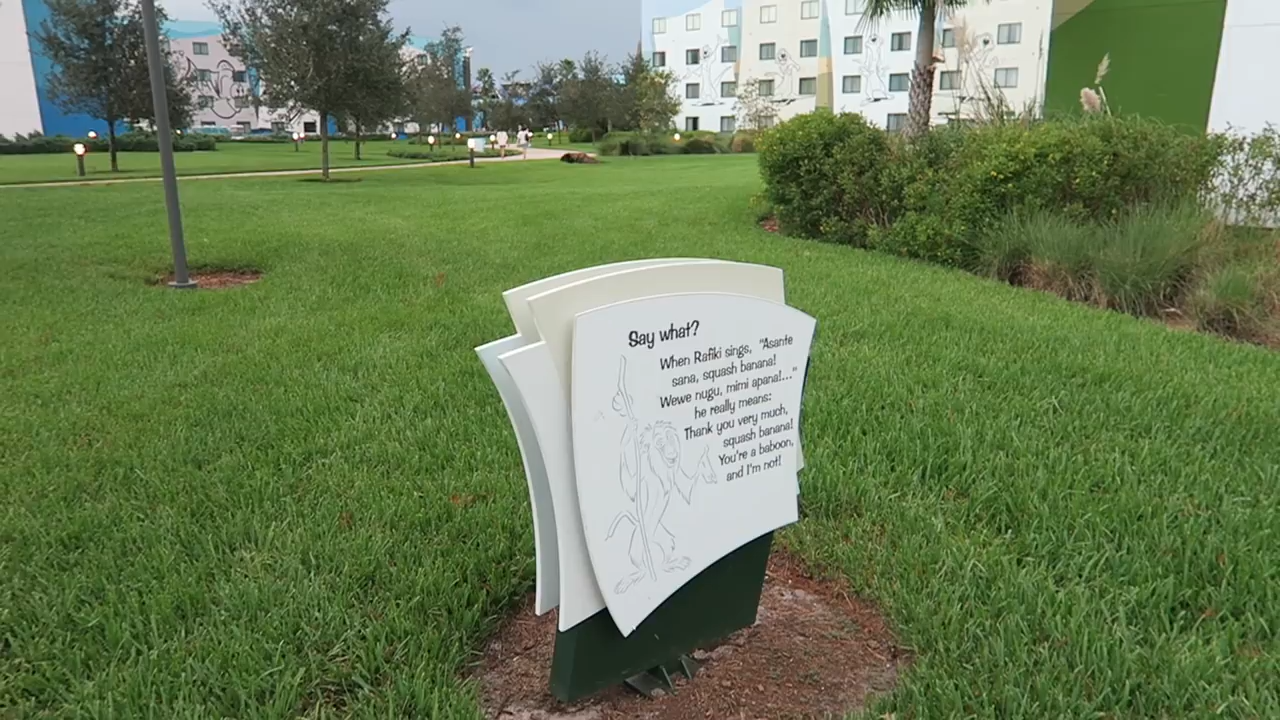 Say what?
When Rafiki sings, "Asante
sana, squash banana!
Wewe nugu, mimi apana!..."
he really means:
Thank you very much,
squash banana!
You're a baboon,
and I'm not!